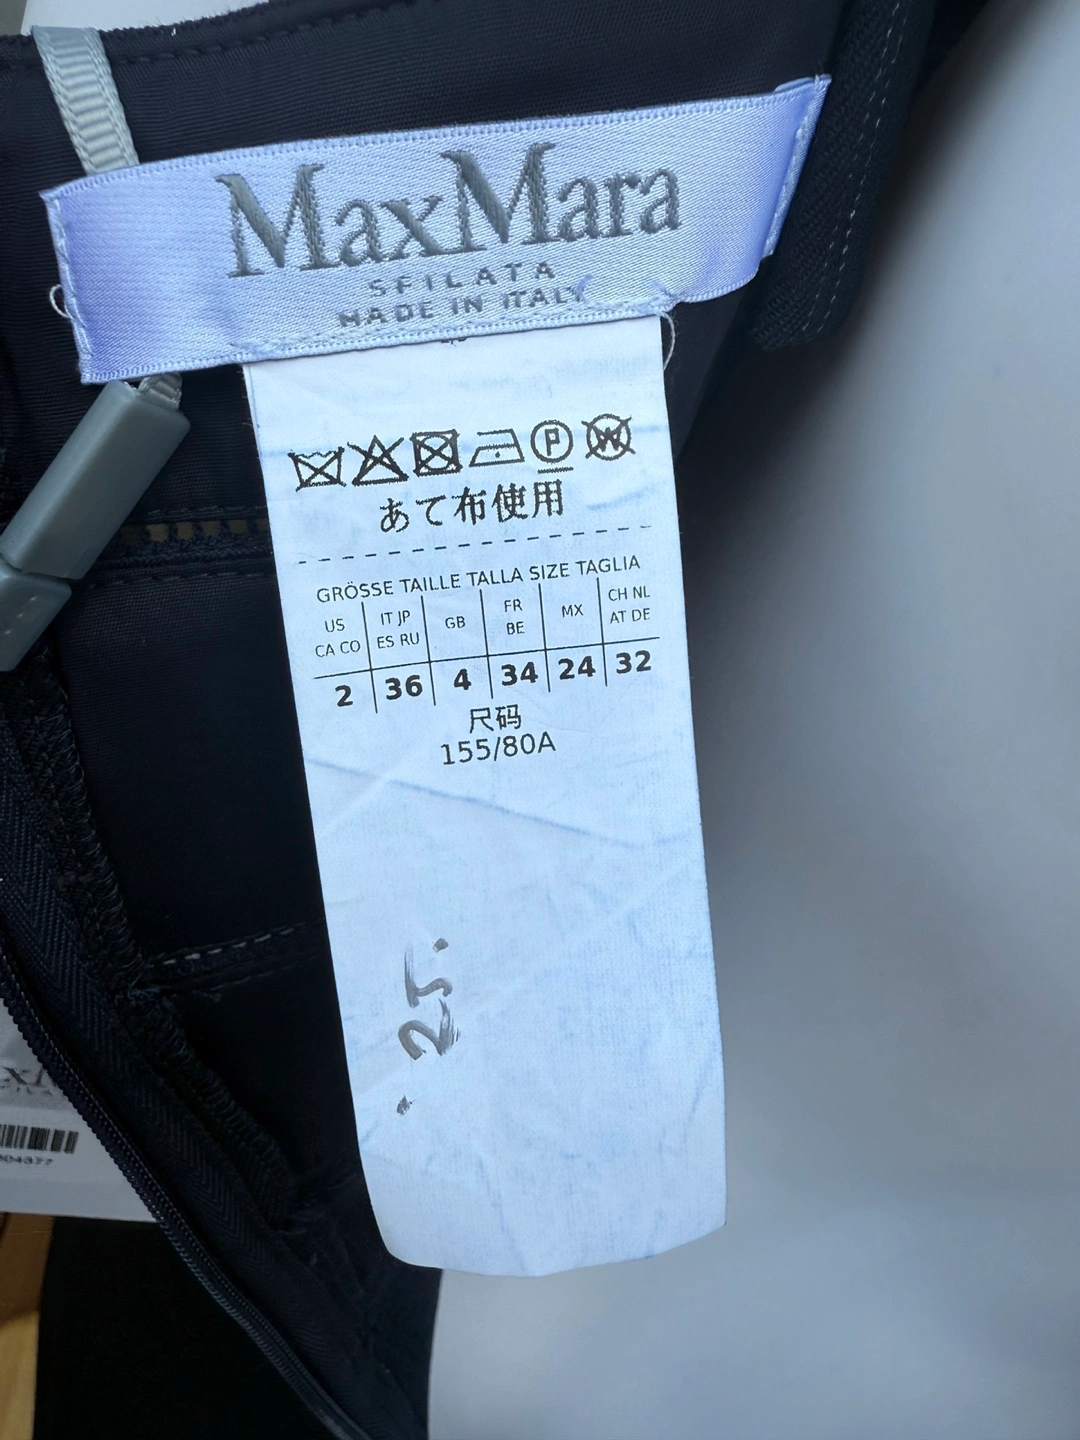 MaxMara
SFILATA
MADE IN ITALY
P W
あて布使用
GRÖSSE TAILLE TALLA SIZE TAGLIA
US CA CO IT JP ES RU GB FR BE MX CH NL AT DE
2 36 4 34 24 32
尺码
155/80A
25.